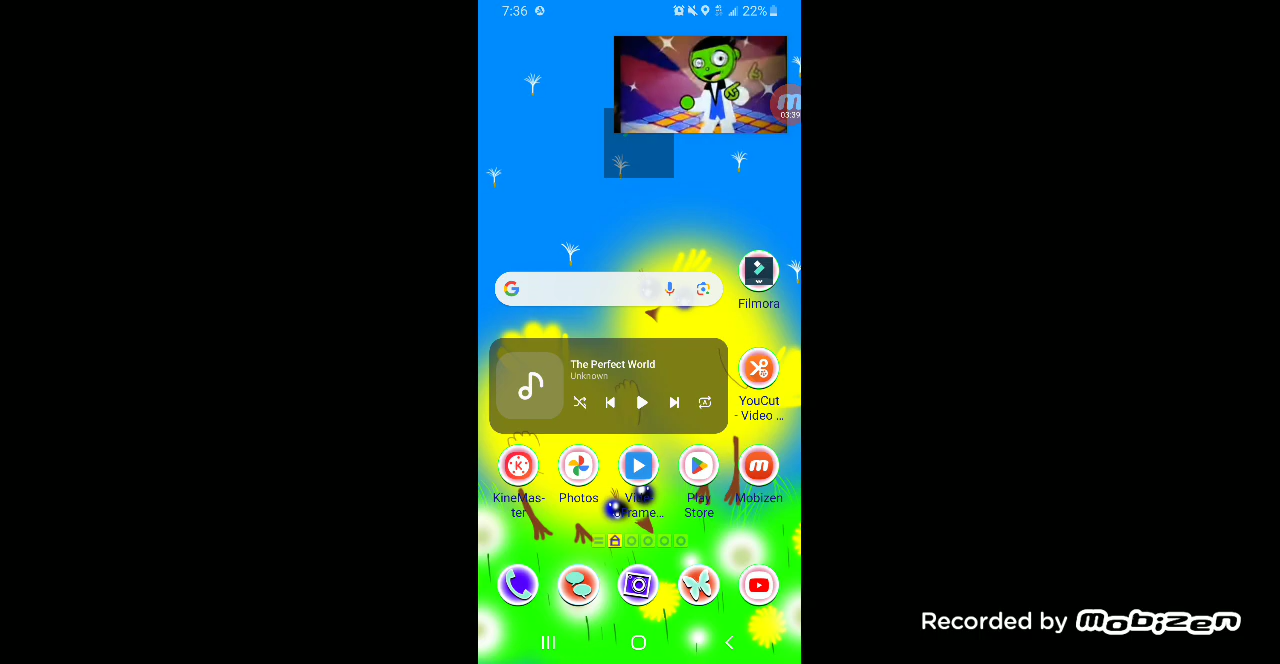 7:36
22%
03:39
Filmora
The Perfect World
Unknown
YouCut
- Video ...
KineMas-
ter
Photos
Play
Store
Mobizen
Recorded by mobizen